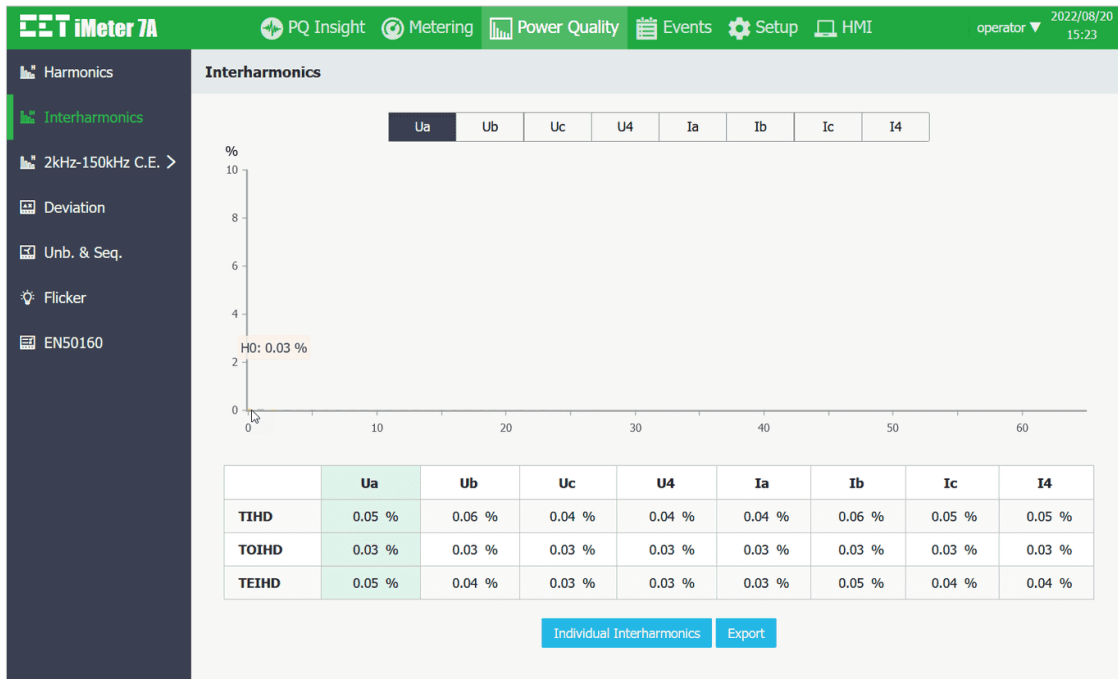 CET iMeter 7A
PQ Insight Metering Power Quality Events Setup HMI operator ▼ 2022/08/20 15:23
Harmonics
Interharmonics
2kHz-150kHz C.E. >
Deviation
Unb. & Seq.
Flicker
EN50160
Interharmonics
Ua Ub Uc U4 Ia Ib Ic I4
%
10
8
6
4
H0: 0.03 %
2
0
0 10 20 30 40 50 60
Ua Ub Uc U4 Ia Ib Ic I4
TIHD 0.05 % 0.06 % 0.04 % 0.04 % 0.04 % 0.06 % 0.05 % 0.05 %
TOIHD 0.03 % 0.03 % 0.03 % 0.03 % 0.03 % 0.03 % 0.03 % 0.03 %
TEIHD 0.05 % 0.04 % 0.03 % 0.03 % 0.03 % 0.05 % 0.04 % 0.04 %
Individual Interharmonics Export